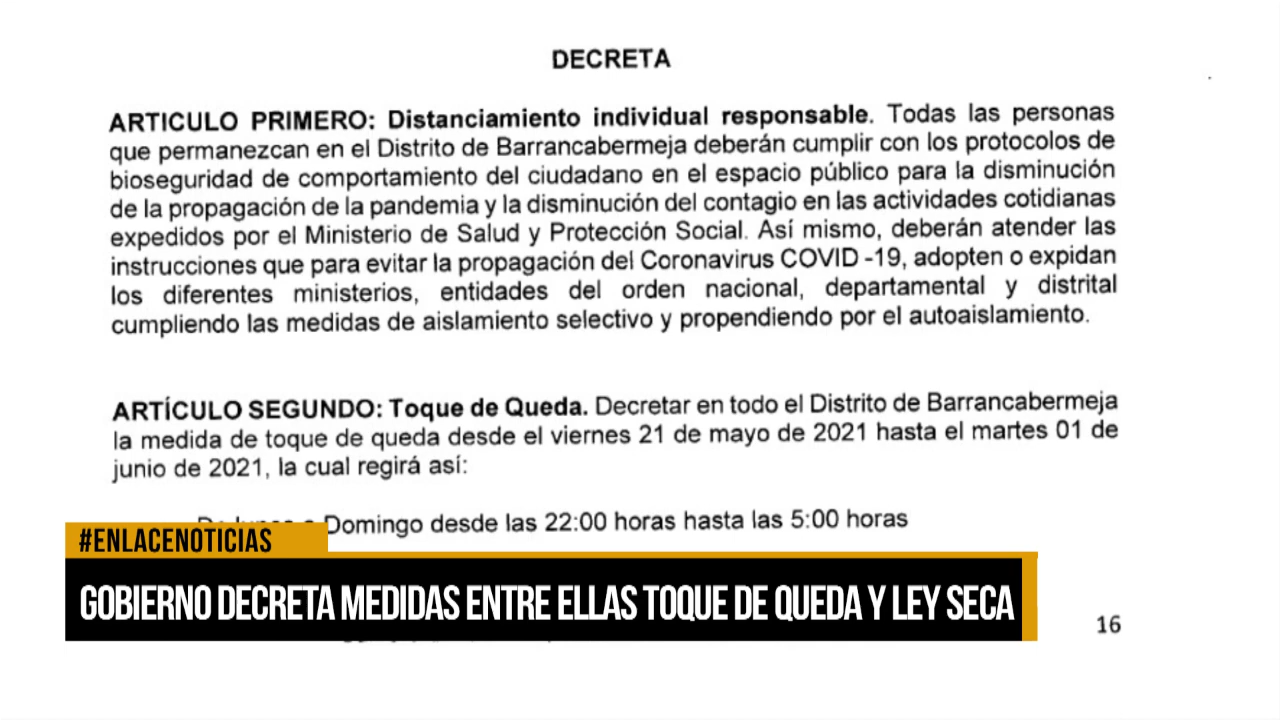 DECRETA
ARTICULO PRIMERO: Distanciamiento individual responsable. Todas las personas
que permanezcan en el Distrito de Barrancabermeja deberán cumplir con los protocolos de
bioseguridad de comportamiento del ciudadano en el espacio público para la disminución
de la propagación de la pandemia y la disminución del contagio en las actividades cotidianas
expedidos por el Ministerio de Salud y Protección Social. Así mismo, deberán atender las
instrucciones que para evitar la propagación del Coronavirus COVID -19, adopten o expidan
los diferentes ministerios, entidades del orden nacional, departamental y distrital
cumpliendo las medidas de aislamiento selectivo y propendiendo por el autoaislamiento.
ARTÍCULO SEGUNDO: Toque de Queda. Decretar en todo el Distrito de Barrancabermeja
la medida de toque de queda desde el viernes 21 de mayo de 2021 hasta el martes 01 de
junio de 2021, la cual regirá así:
Domingo desde las 22:00 horas hasta las 5:00 horas
#ENLACENOTICIAS
GOBIERNO DECRETA MEDIDAS ENTRE ELLAS TOQUE DE QUEDA Y LEY SECA
16